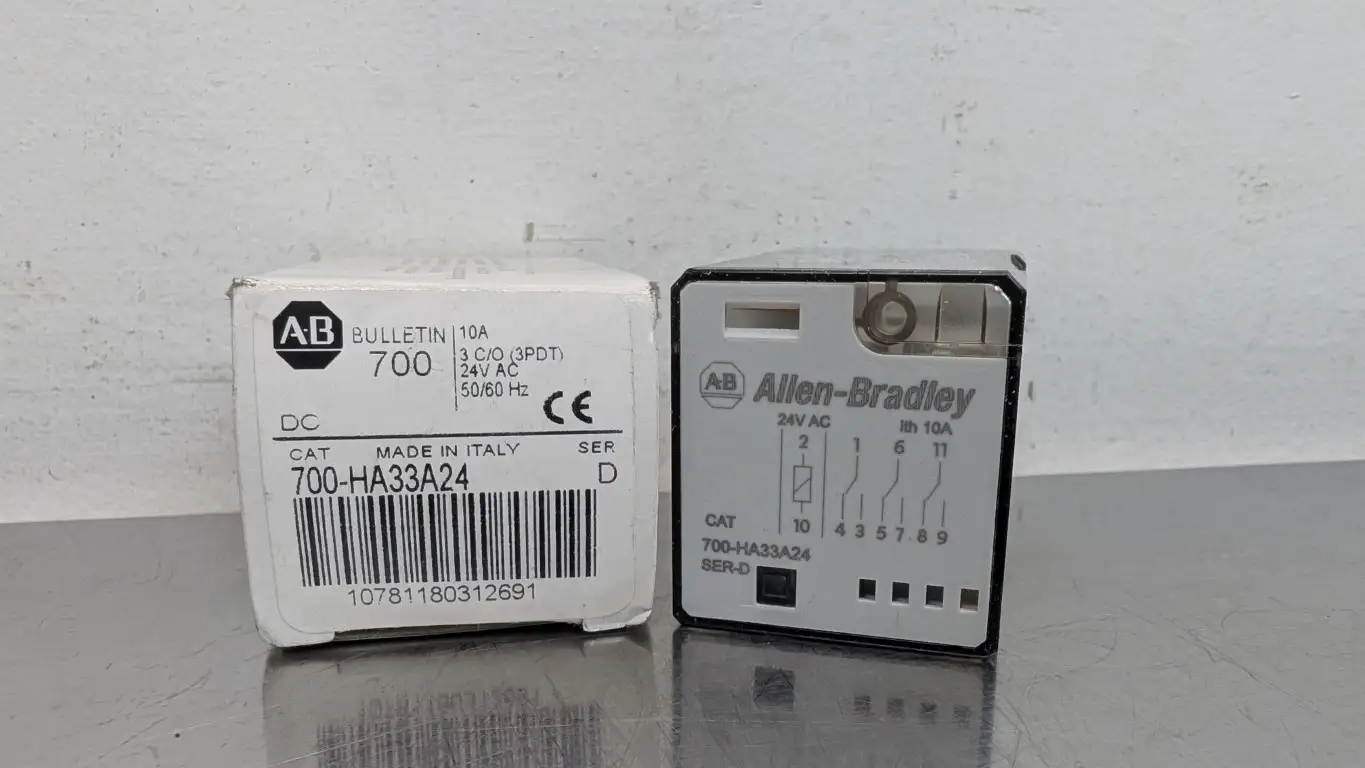 A-B
BULLETIN
700
10A
3 C/O (3PDT)
24V AC
50/60 Hz
CE
DC
CAT MADE IN ITALY SER
700-HA33A24 D
10781180312691
A-B Allen-Bradley
24V AC Ith 10A
2 1 6 11
10 4 3 5 7 8 9
CAT
700-HA33A24
SER-D